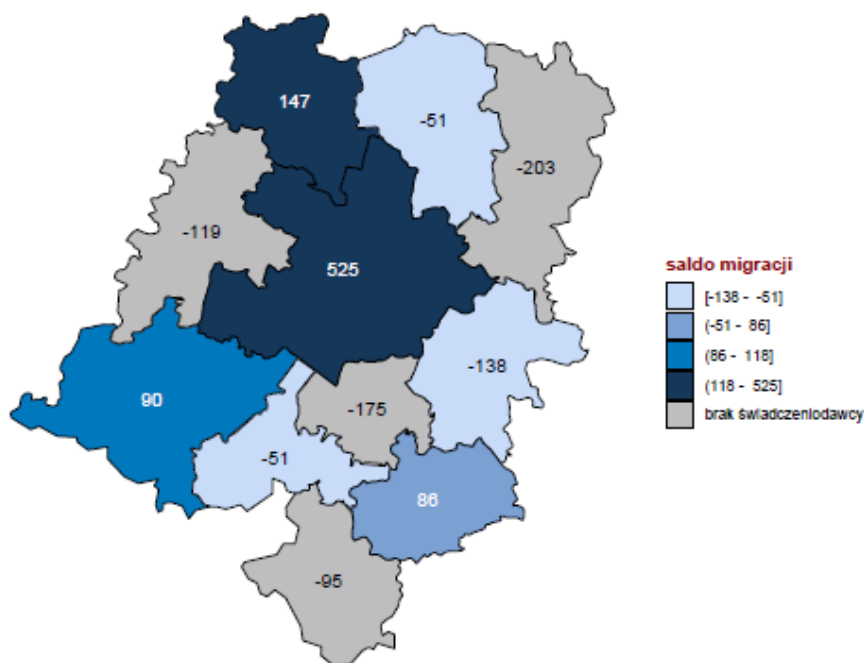 147
-51
-203
-119
525
-138
90
-175
-51
86
-95
saldo migracji
[-138 - -51]
(-51 - 86]
(86 - 118]
(118 - 525]
brak świadczeniodawcy